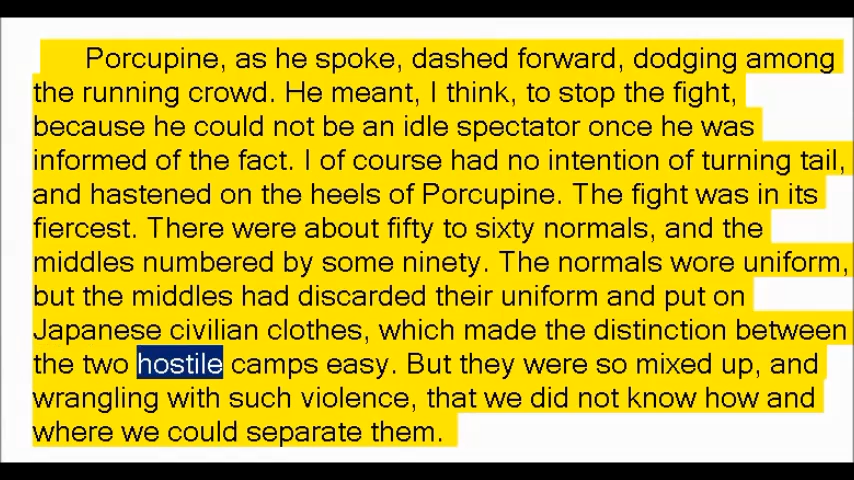 Porcupine, as he spoke, dashed forward, dodging among
the running crowd. He meant, I think, to stop the fight,
because he could not be an idle spectator once he was
informed of the fact. I of course had no intention of turning tail,
and hastened on the heels of Porcupine. The fight was in its
fiercest. There were about fifty to sixty normals, and the
middles numbered by some ninety. The normals wore uniform,
but the middles had discarded their uniform and put on
Japanese civilian clothes, which made the distinction between
the two hostile camps easy. But they were so mixed up, and
wrangling with such violence, that we did not know how and
where we could separate them.